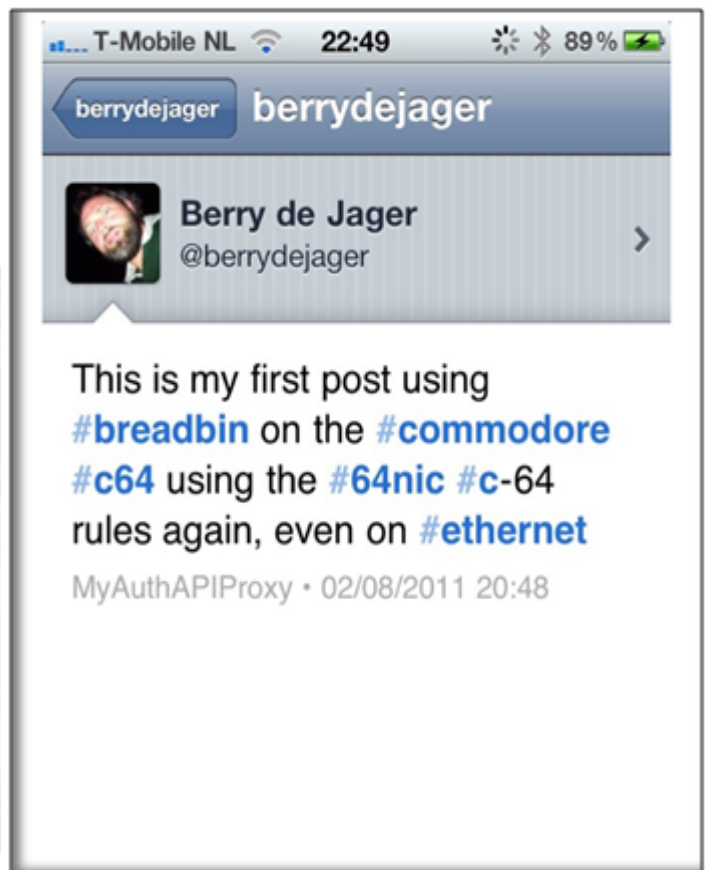 T-Mobile NL 22:49 89%
berrydejager berrydejager
Berry de Jager
@berrydejager
This is my first post using
#breadbin on the #commodore
#c64 using the #64nic #c-64
rules again, even on #ethernet
MyAuthAPIProxy • 02/08/2011 20:48